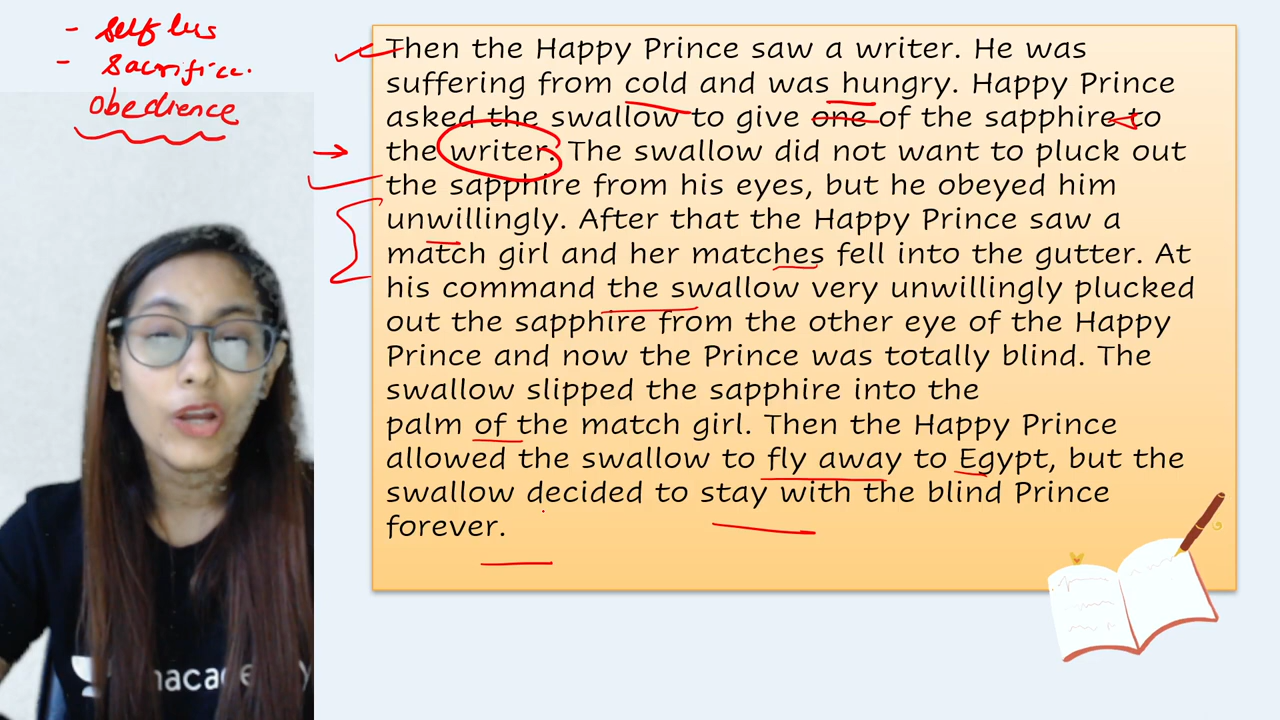 - Selfless
- Sacrifice.
Obedience
Then the Happy Prince saw a writer. He was
suffering from cold and was hungry. Happy Prince
asked the swallow to give one of the sapphire to
the writer. The swallow did not want to pluck out
the sapphire from his eyes, but he obeyed him
unwillingly. After that the Happy Prince saw a
match girl and her matches fell into the gutter. At
his command the swallow very unwillingly plucked
out the sapphire from the other eye of the Happy
Prince and now the Prince was totally blind. The
swallow slipped the sapphire into the
palm of the match girl. Then the Happy Prince
allowed the swallow to fly away to Egypt, but the
swallow decided to stay with the blind Prince
forever.